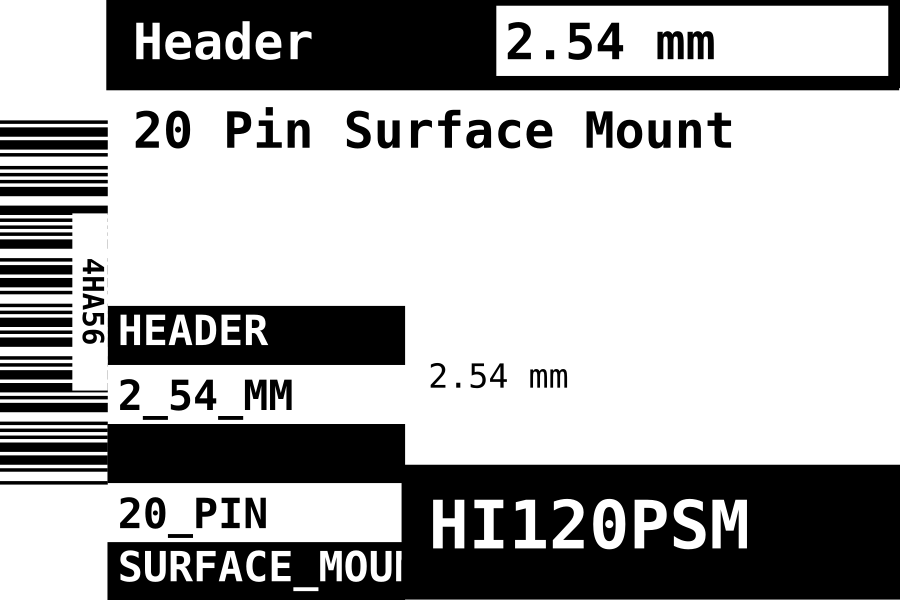 Header
2.54 mm
20 Pin Surface Mount
4HA56
HEADER
2_54_MM
2.54 mm
20_PIN
HI120PSM